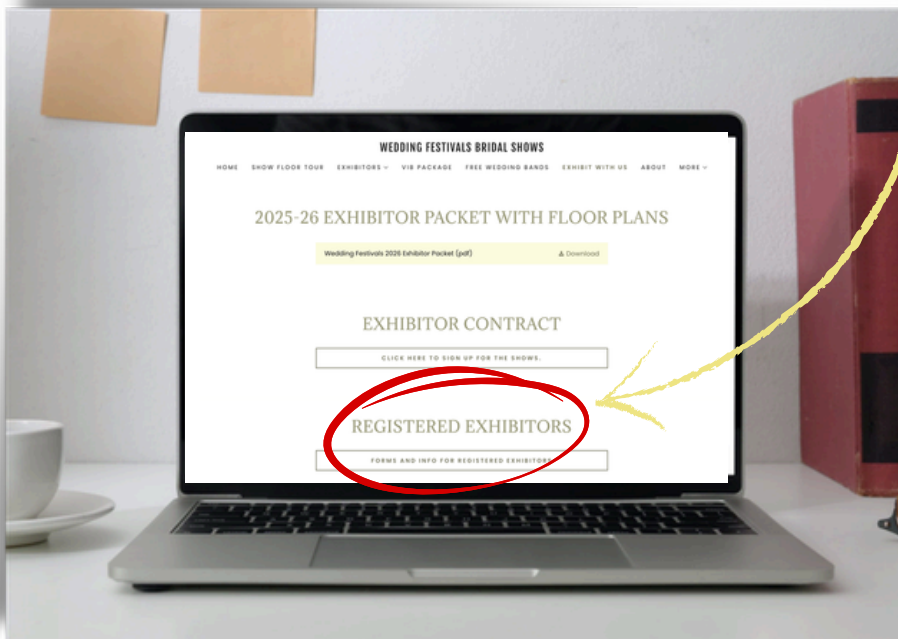 WEDDING FESTIVALS BRIDAL SHOWS
HOME SHOW FLOOR TOUR EXHIBITORS VIB PACKAGE FREE WEDDING BANDS EXHIBIT WITH US ABOUT MORE
2025-26 EXHIBITOR PACKET WITH FLOOR PLANS
Wedding Festivals 2026 Exhibitor Packet (pdf) Download
EXHIBITOR CONTRACT
CLICK HERE TO SIGN UP FOR THE SHOWS.
REGISTERED EXHIBITORS
FORMS AND INFO FOR REGISTERED EXHIBITORS